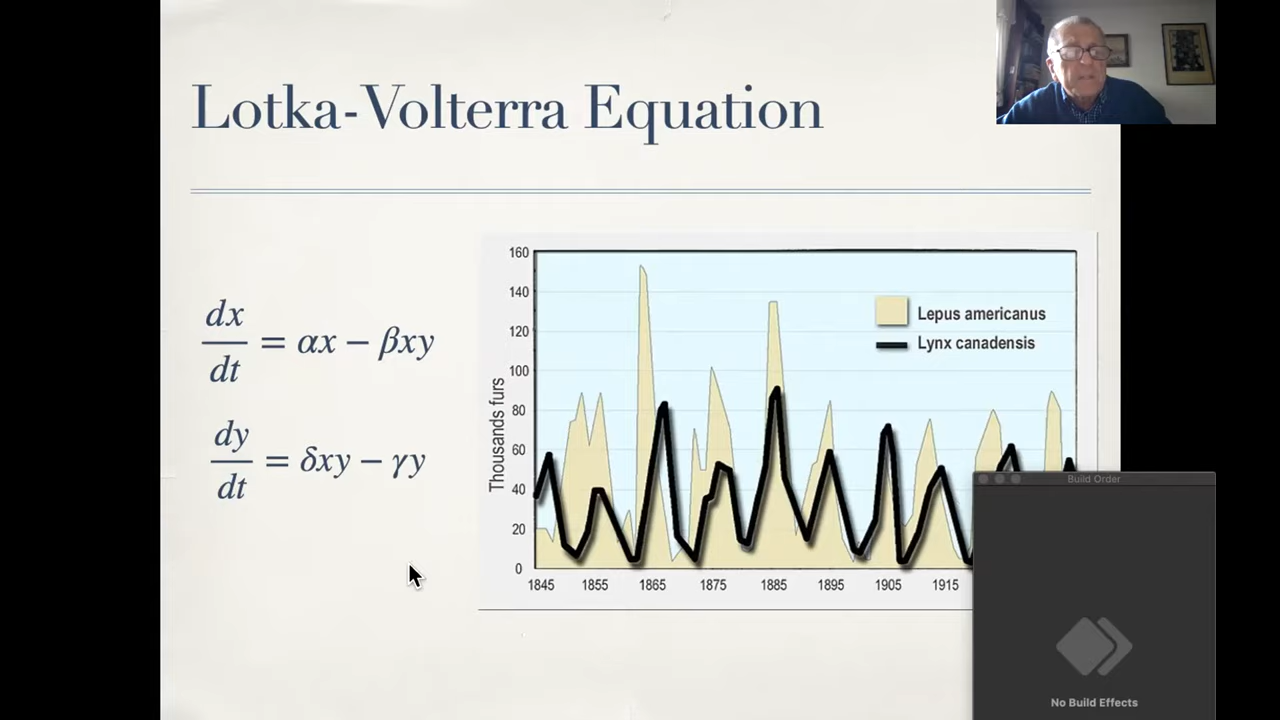 Lotka-Volterra Equation
dx
dt
= αx − βxy
dy
dt
= δxy − γy
Thousands furs
160
140
120
100
80
60
40
20
0
Lepus americanus
Lynx canadensis
1845 1855 1865 1875 1885 1895 1905 1915
Build Order
No Build Effects